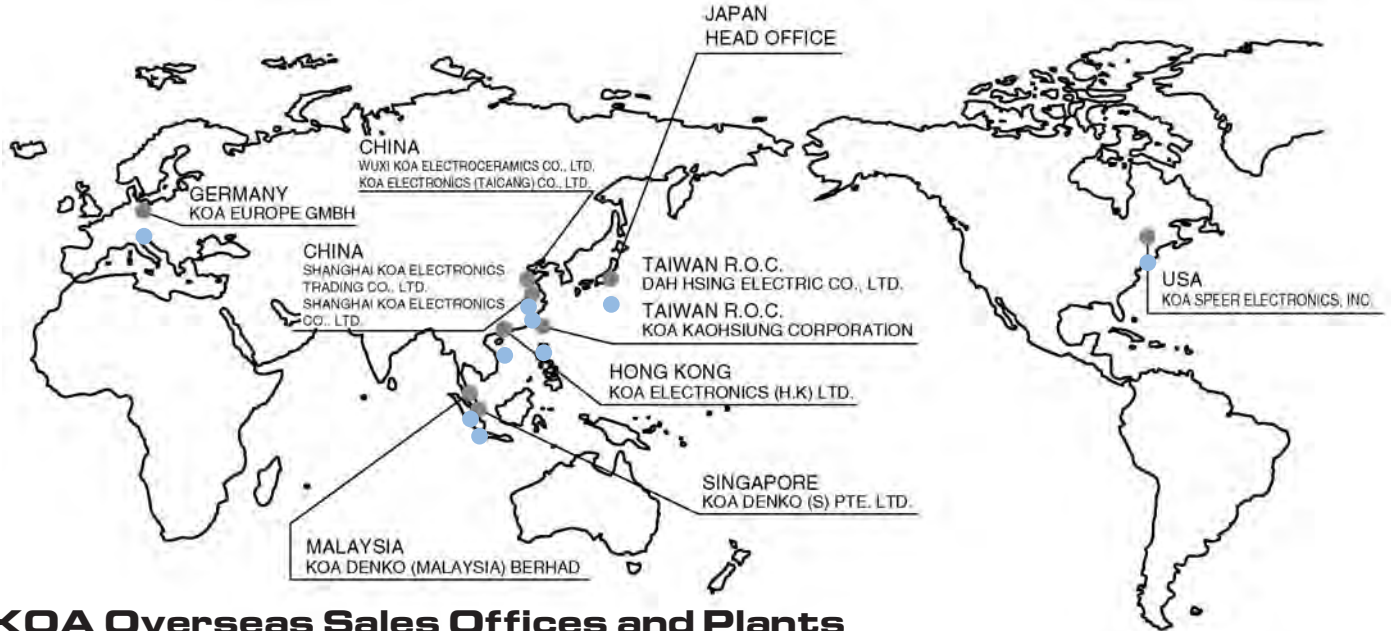 JAPAN
HEAD OFFICE
CHINA
WUXI KOA ELECTROCERAMICS CO., LTD.
KOA ELECTRONICS (TAICANG) CO., LTD.
GERMANY
KOA EUROPE GMBH
CHINA
SHANGHAI KOA ELECTRONICS
TRADING CO., LTD.
SHANGHAI KOA ELECTRONICS
CO., LTD.
TAIWAN R.O.C.
DAH HSING ELECTRIC CO., LTD.
TAIWAN R.O.C.
KOA KAOHSIUNG CORPORATION
USA
KOA SPEER ELECTRONICS, INC.
HONG KONG
KOA ELECTRONICS (H.K) LTD.
SINGAPORE
KOA DENKO (S) PTE. LTD.
MALAYSIA
KOA DENKO (MALAYSIA) BERHAD
KOA Overseas Sales Offices and Plants